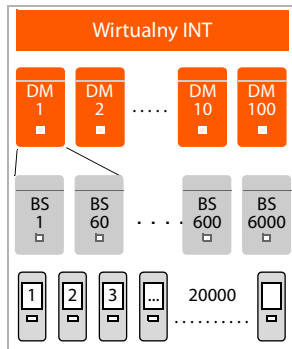 Wirtualny INT
DM 1 DM 2 ..... DM 10 DM 100
BS 1 BS 60 . . . . . BS 600 BS 6000
1 2 3 ... 20000 ..........